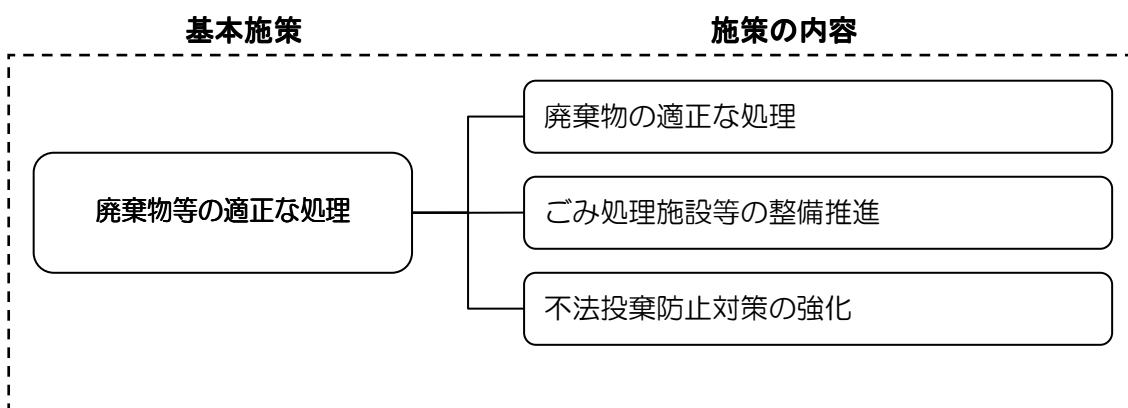 基本施策
施策の内容
廃棄物等の適正な処理
廃棄物の適正な処理
ごみ処理施設等の整備推進
不法投棄防止対策の強化